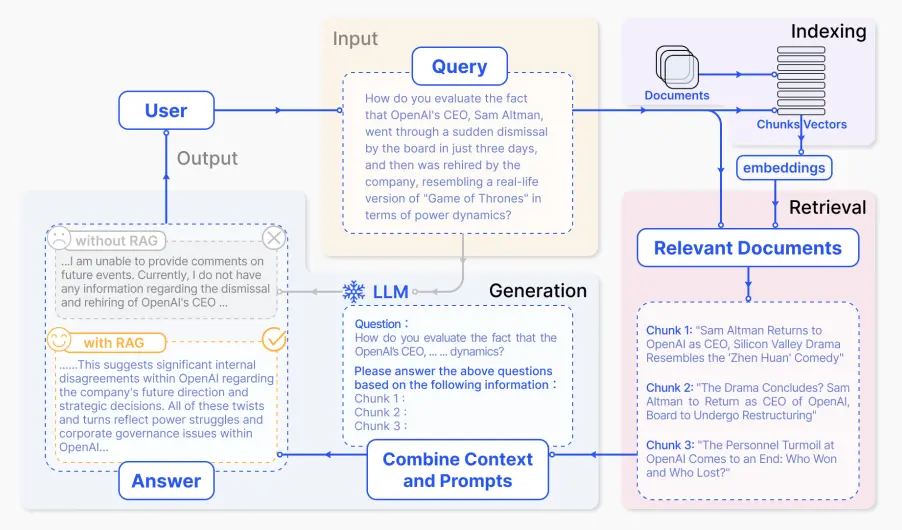 Input
Query
How do you evaluate the fact
that OpenAI's CEO, Sam Altman,
went through a sudden dismissal
by the board in just three days,
and then was rehired by the
company, resembling a real-life
version of "Game of Thrones" in
terms of power dynamics?
Indexing
Documents
Chunks Vectors
embeddings
User
Output
Retrieval
Relevant Documents
Chunk 1: "Sam Altman Returns to
OpenAI as CEO, Silicon Valley Drama
Resembles the 'Zhen Huan' Comedy"
Chunk 2: "The Drama Concludes? Sam
Altman to Return as CEO of OpenAI,
Board to Undergo Restructuring"
Chunk 3: "The Personnel Turmoil at
OpenAI Comes to an End: Who Won
and Who Lost?"
Generation
LLM
Question :
How do you evaluate the fact that the
OpenAI's CEO, ... ... dynamics?
Please answer the above questions
based on the following information :
Chunk 1 :
Chunk 2 :
Chunk 3 :
Combine Context
and Prompts
without RAG
...I am unable to provide comments on
future events. Currently, I do not have
any information regarding the dismissal
and rehiring of OpenAI's CEO ...
with RAG
......This suggests significant internal
disagreements within OpenAI regarding
the company's future direction and
strategic decisions. All of these twists
and turns reflect power struggles and
corporate governance issues within
OpenAI...
Answer